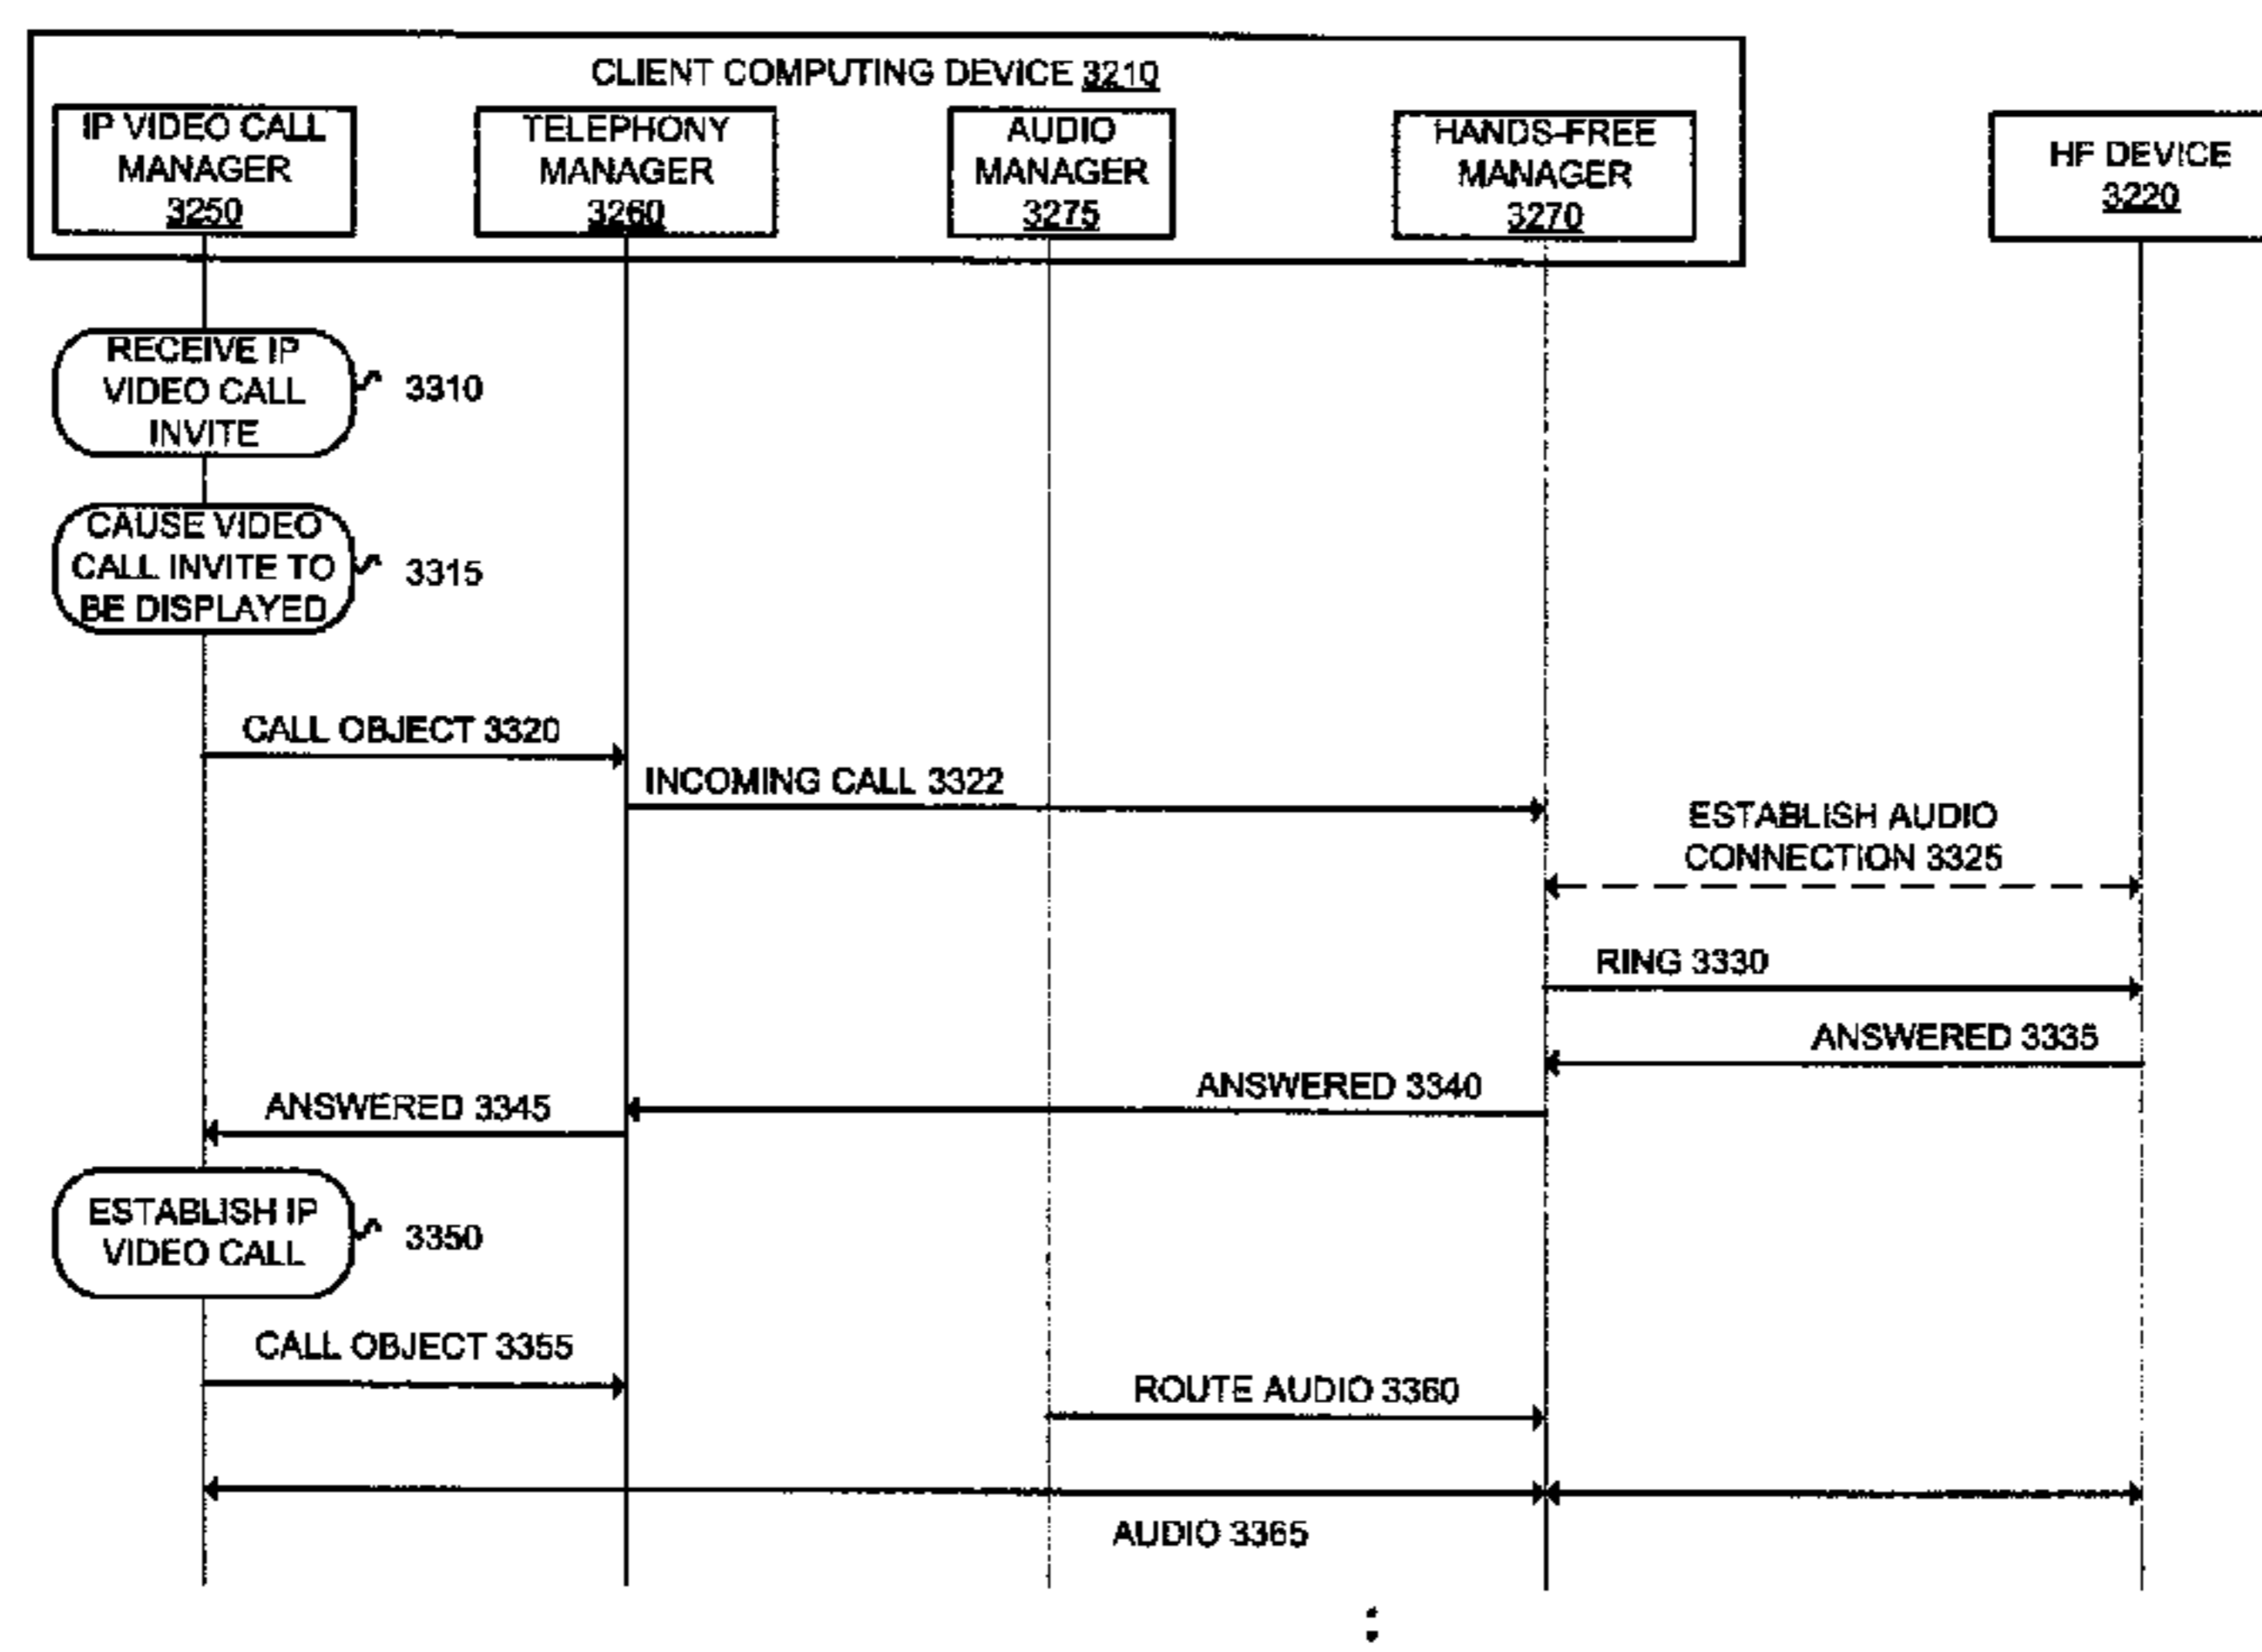 CLIENT COMPUTING DEVICE 3210
IP VIDEO CALL
MANAGER
3250
TELEPHONY
MANAGER
3260
AUDIO
MANAGER
3275
HANDS-FREE
MANAGER
3270
HF DEVICE
3220
RECEIVE IP
VIDEO CALL
INVITE
3310
CAUSE VIDEO
CALL INVITE TO
BE DISPLAYED
3315
CALL OBJECT 3320
INCOMING CALL 3322
ESTABLISH AUDIO
CONNECTION 3325
RING 3330
ANSWERED 3335
ANSWERED 3340
ANSWERED 3345
ESTABLISH IP
VIDEO CALL
3350
CALL OBJECT 3355
ROUTE AUDIO 3360
AUDIO 3365